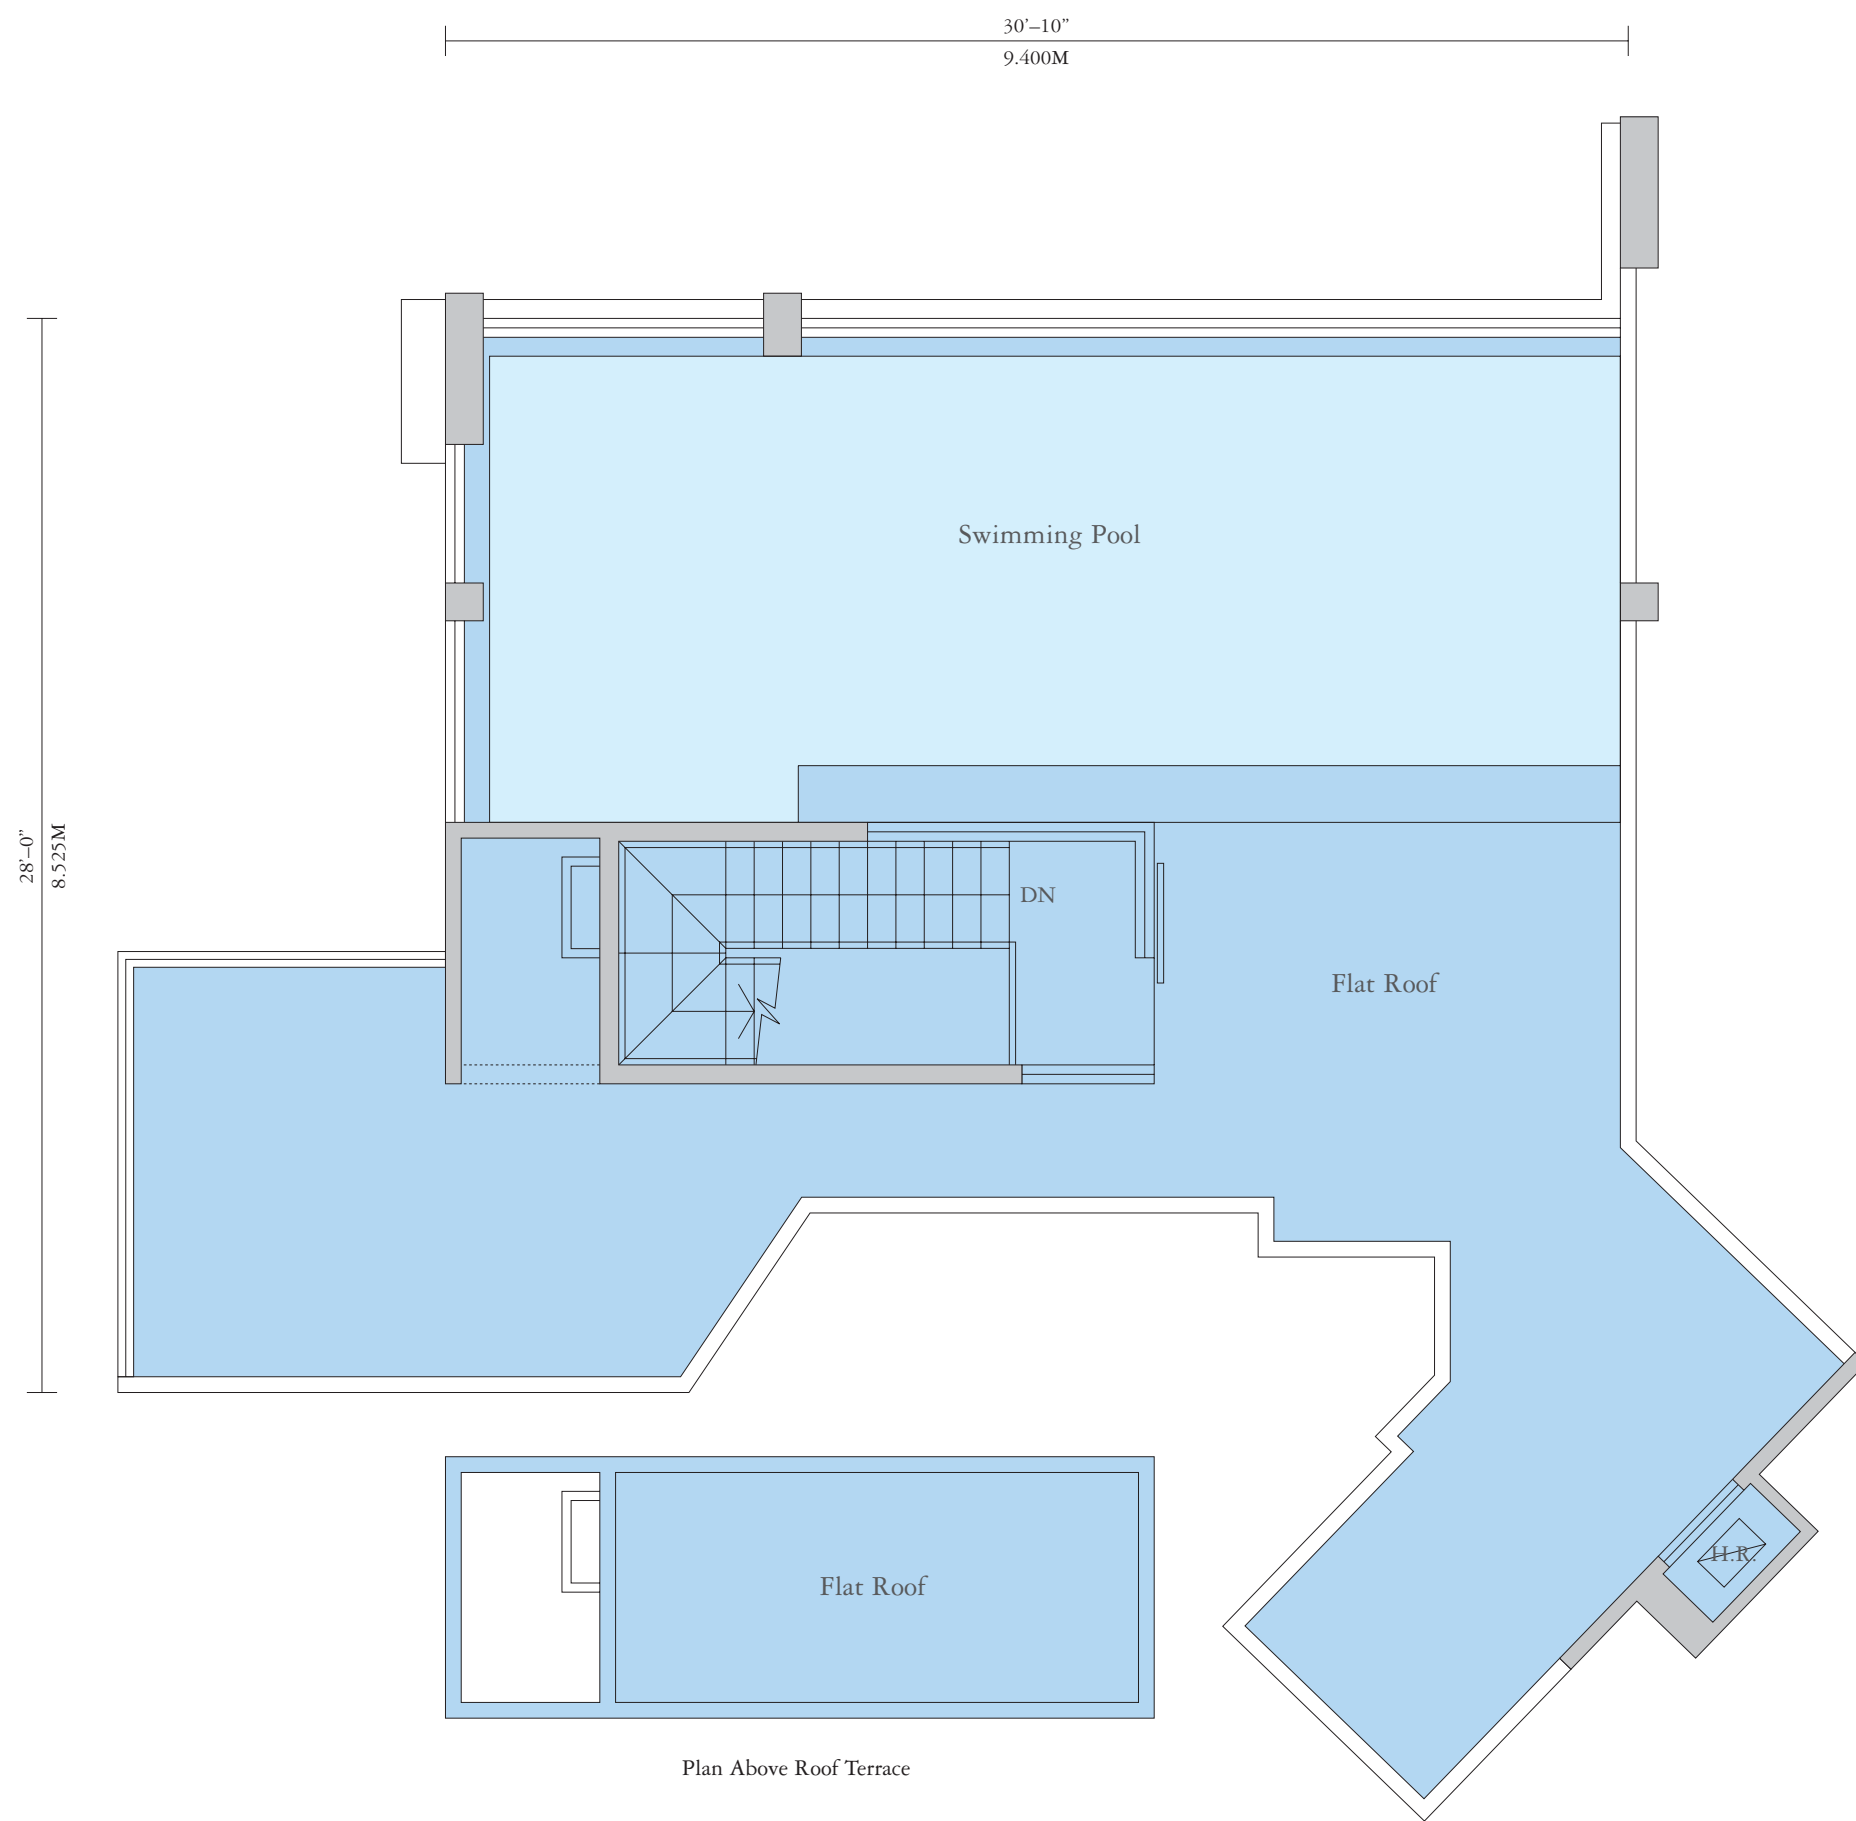 30’–10”
9.400M
Swimming Pool
28’–0”
8.525M
DN
Flat Roof
H.R.
Flat Roof
Plan Above Roof Terrace